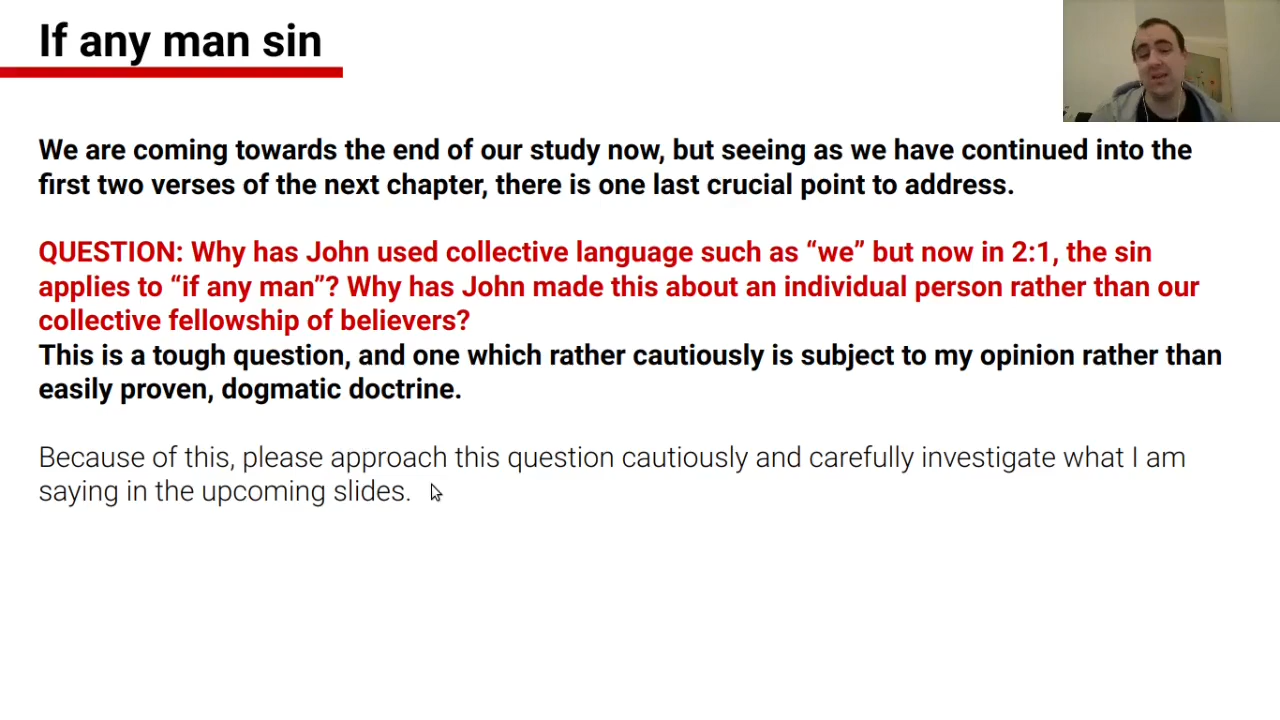 If any man sin
We are coming towards the end of our study now, but seeing as we have continued into the
first two verses of the next chapter, there is one last crucial point to address.
QUESTION: Why has John used collective language such as “we” but now in 2:1, the sin
applies to “if any man”? Why has John made this about an individual person rather than our
collective fellowship of believers?
This is a tough question, and one which rather cautiously is subject to my opinion rather than
easily proven, dogmatic doctrine.
Because of this, please approach this question cautiously and carefully investigate what I am
saying in the upcoming slides.